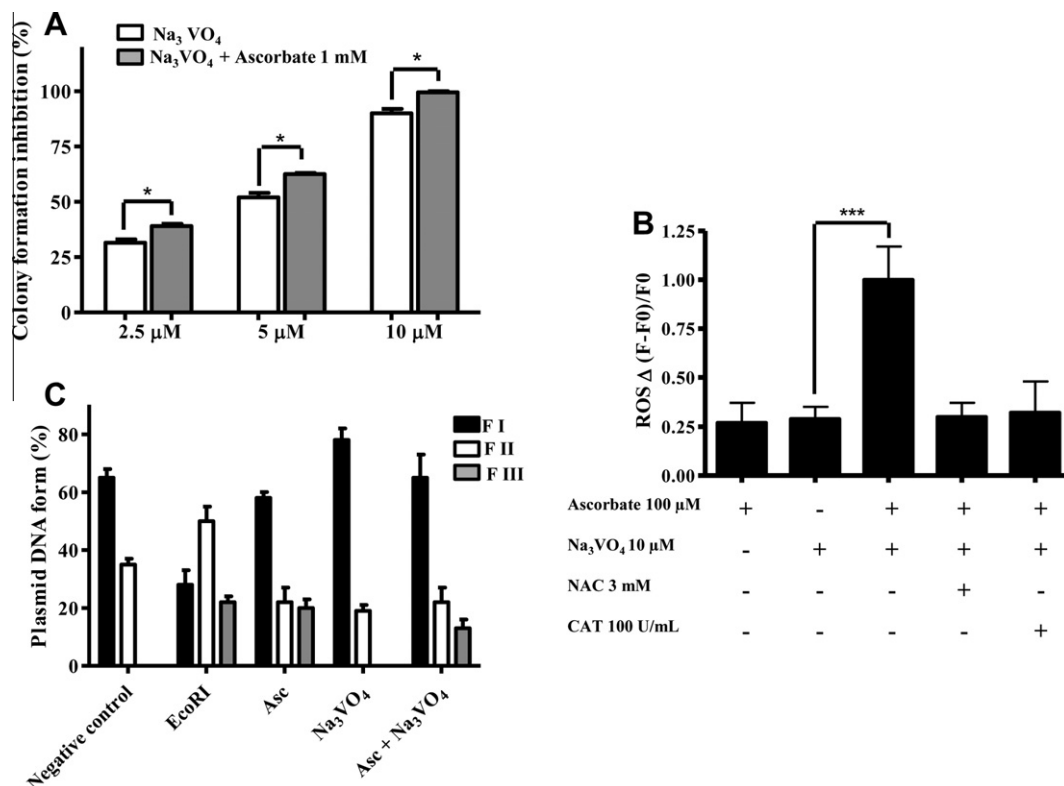 A
Colony formation inhibition (%)
Na₃ VO₄
Na₃VO₄ + Ascorbate 1 mM
100
75
50
25
0
*
*
*
2.5 µM
5 µM
10 µM
B
ROS Δ (F-F0)/F0
1.25
1.00
0.75
0.50
0.25
0.00
***
Ascorbate 100 µM + - + + +
Na₃VO₄ 10 µM - + + + +
NAC 3 mM - - - + -
CAT 100 U/mL - - - - +
C
Plasmid DNA form (%)
80
60
40
20
0
F I
F II
F III
Negative control
EcoRI
Asc
Na₃VO₄
Asc + Na₃VO₄